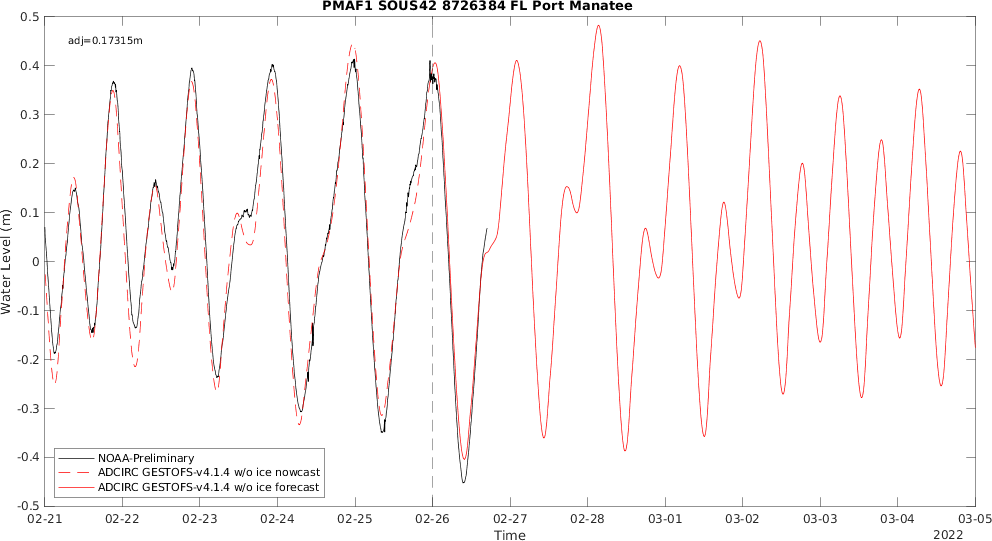 PMAF1 SOUS42 8726384 FL Port Manatee
adj=0.17315m
Water Level (m)
0.5
0.4
0.3
0.2
0.1
0
-0.1
-0.2
-0.3
-0.4
-0.5
NOAA-Preliminary
ADCIRC GESTOFS-v4.1.4 w/o ice nowcast
ADCIRC GESTOFS-v4.1.4 w/o ice forecast
02-21 02-22 02-23 02-24 02-25 02-26 02-27 02-28 03-01 03-02 03-03 03-04 03-05
Time
2022